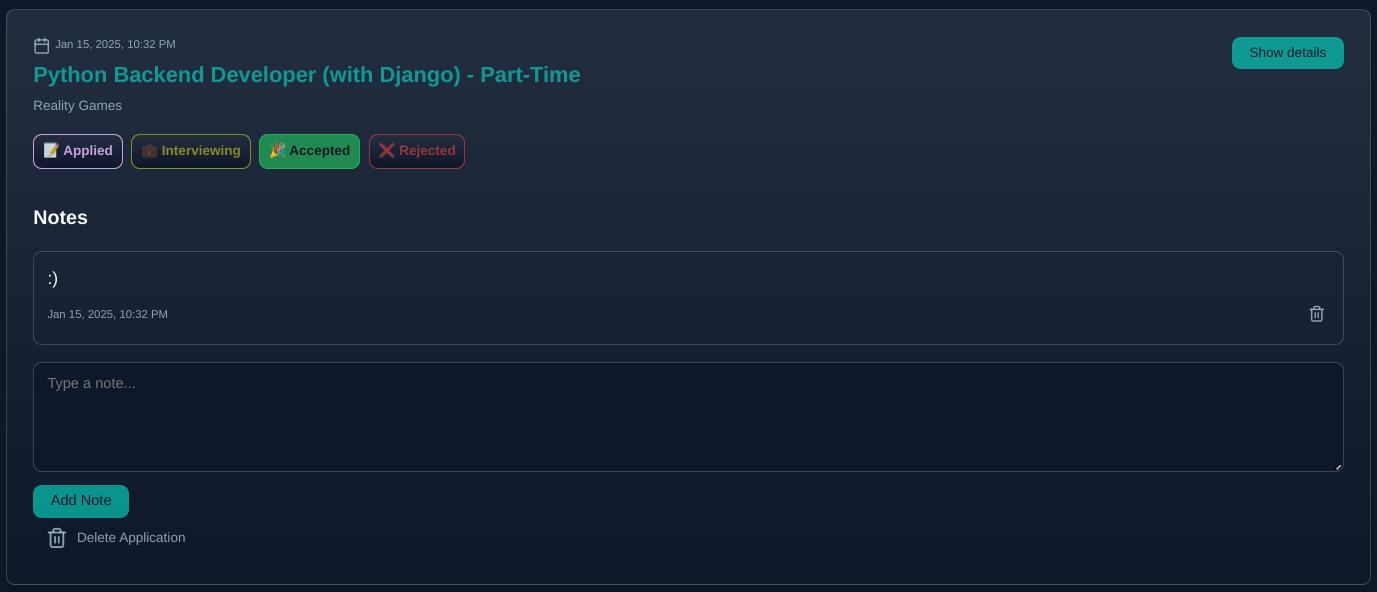 Jan 15, 2025, 10:32 PM
Show details
Python Backend Developer (with Django) - Part-Time
Reality Games
📝 Applied 💼 Interviewing 🎉 Accepted ❌ Rejected
Notes
:)
Jan 15, 2025, 10:32 PM
Type a note...
Add Note
Delete Application